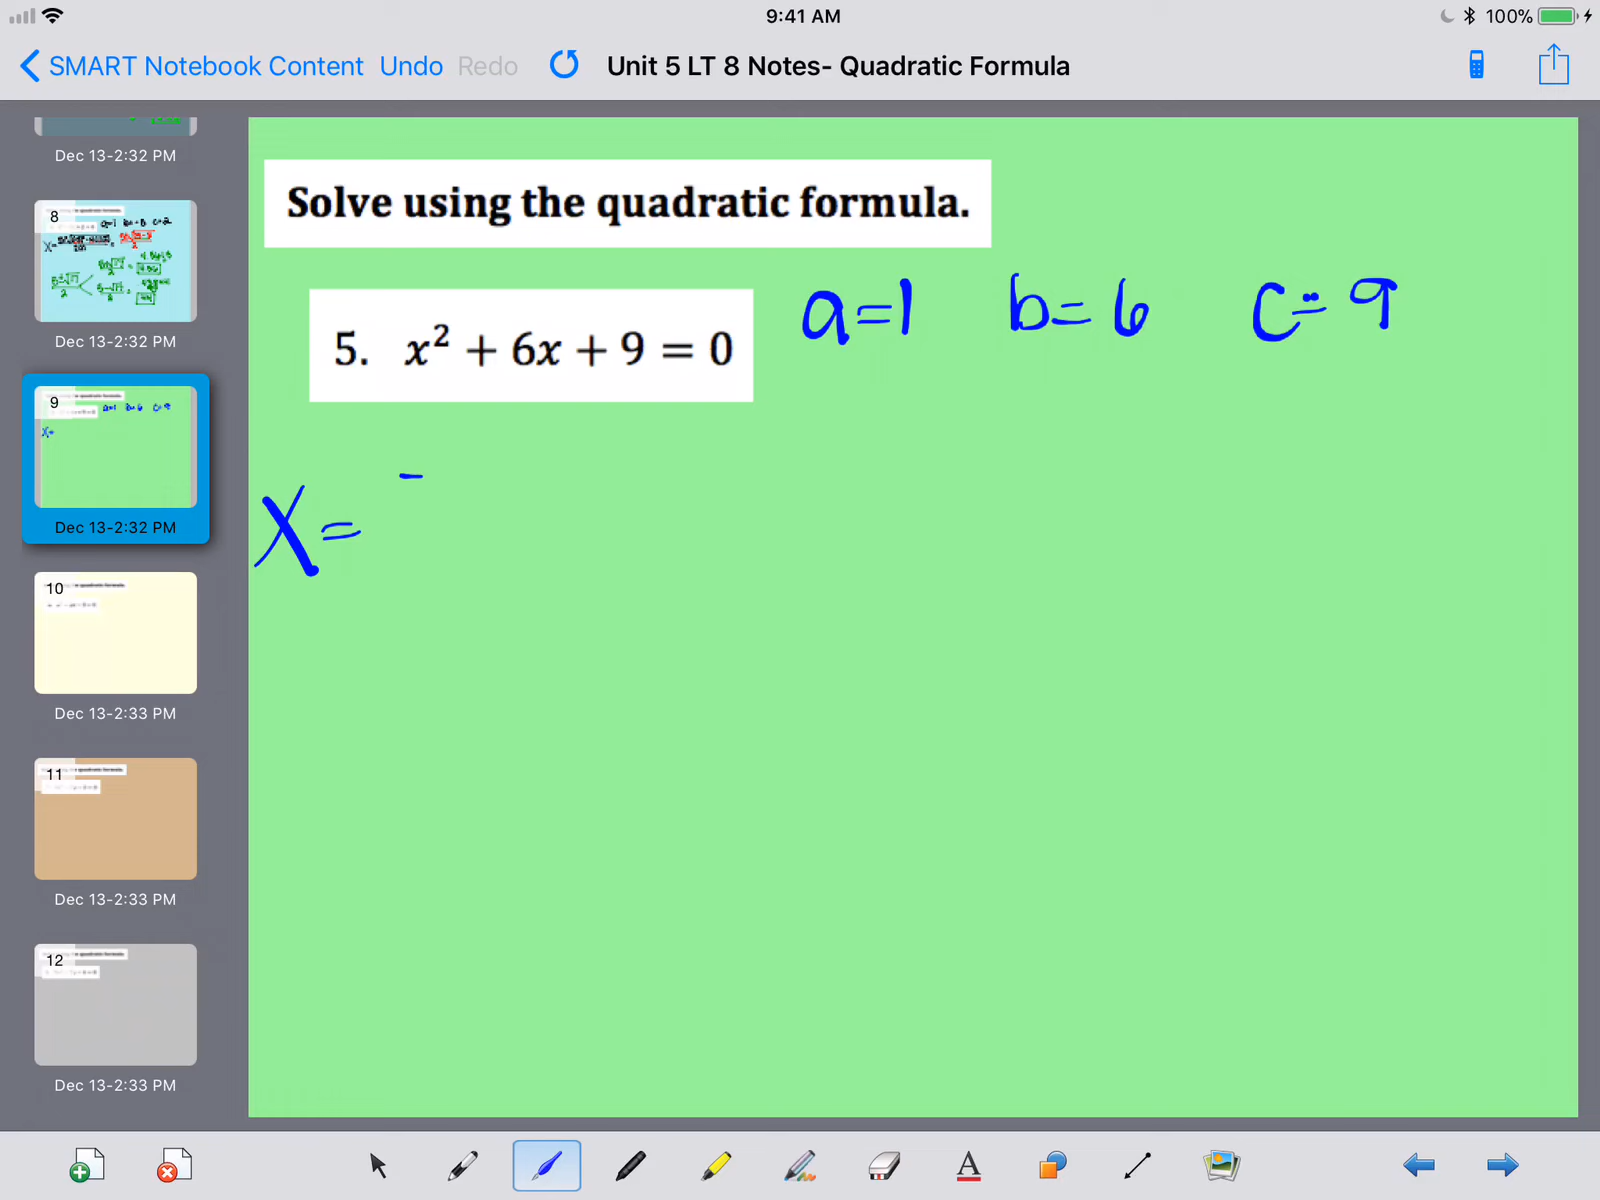 9:41 AM 100%
SMART Notebook Content Undo Redo Unit 5 LT 8 Notes- Quadratic Formula
Dec 13-2:32 PM
8
Dec 13-2:32 PM
9
Dec 13-2:32 PM
10
Dec 13-2:33 PM
11
Dec 13-2:33 PM
12
Dec 13-2:33 PM
Solve using the quadratic formula.
5. x² + 6x + 9 = 0
a=1 b=6 c=9
X= -
A